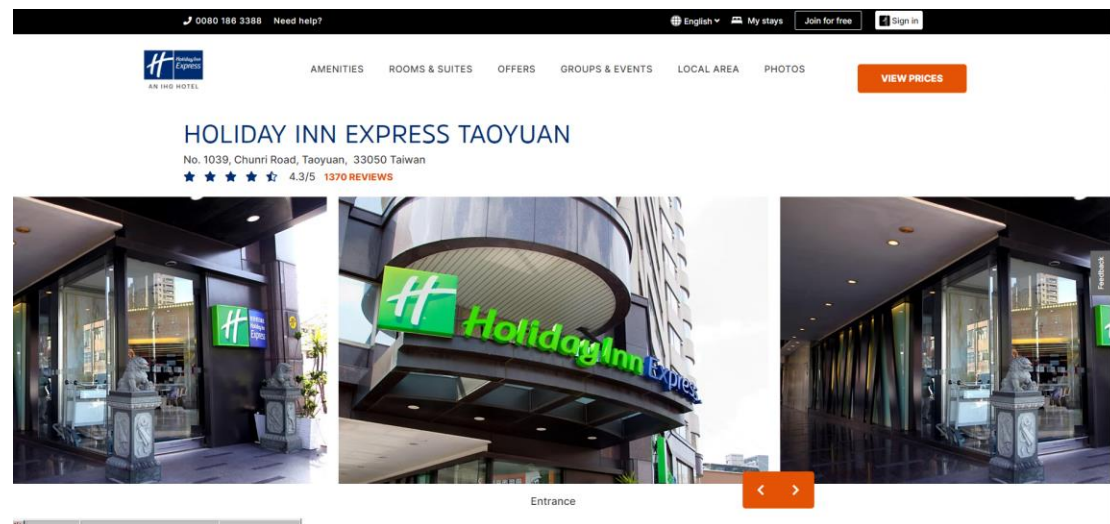 0080 186 3388 Need help?
English My stays Join for free Sign in
Holiday Inn
Express
AN IHG HOTEL
AMENITIES ROOMS & SUITES OFFERS GROUPS & EVENTS LOCAL AREA PHOTOS
VIEW PRICES
HOLIDAY INN EXPRESS TAOYUAN
No. 1039, Chunri Road, Taoyuan, 33050 Taiwan
4.3/5 1370 REVIEWS
H Holiday Inn Express
Feedback
Entrance